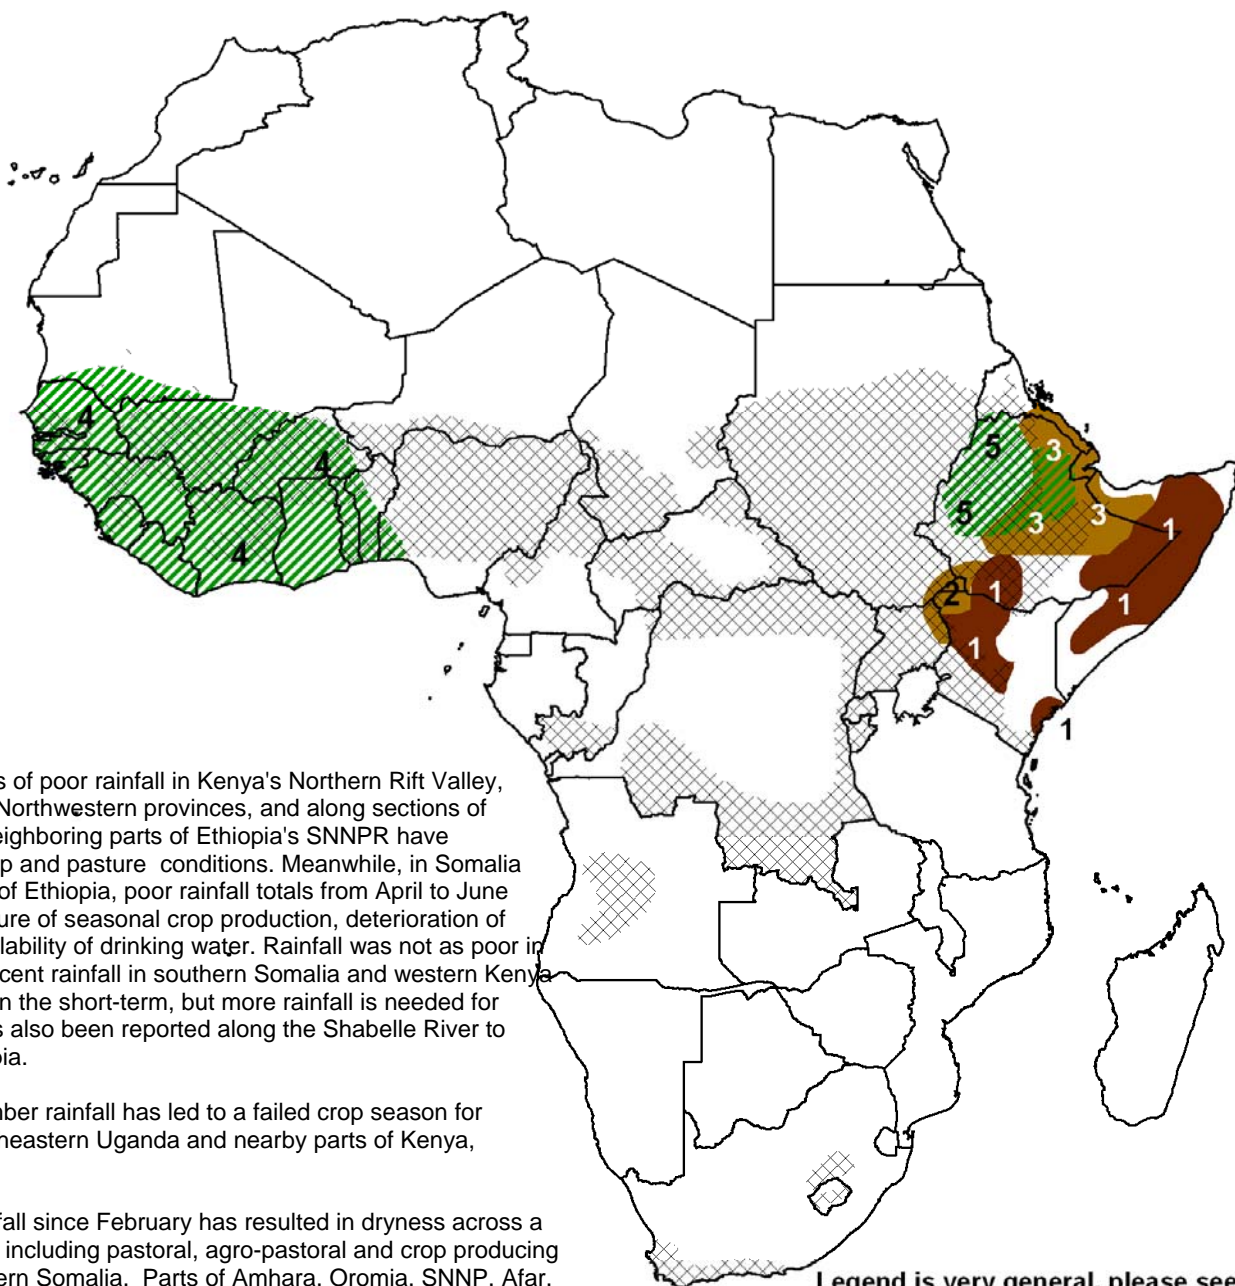 4
4
4
5
5
3
3
3
1
1
1
1
1
2
s of poor rainfall in Kenya's Northern Rift Valley,
Northwestern provinces, and along sections of
eighboring parts of Ethiopia's SNNPR have
p and pasture conditions. Meanwhile, in Somalia
of Ethiopia, poor rainfall totals from April to June
ure of seasonal crop production, deterioration of
lability of drinking water. Rainfall was not as poor in
cent rainfall in southern Somalia and western Kenya
n the short-term, but more rainfall is needed for
s also been reported along the Shabelle River to
pia.
nber rainfall has led to a failed crop season for
neastern Uganda and nearby parts of Kenya,
fall since February has resulted in dryness across a
including pastoral, agro-pastoral and crop producing
ern Somalia. Parts of Amhara, Oromia, SNNP, Afar,
Legend is very general, please see